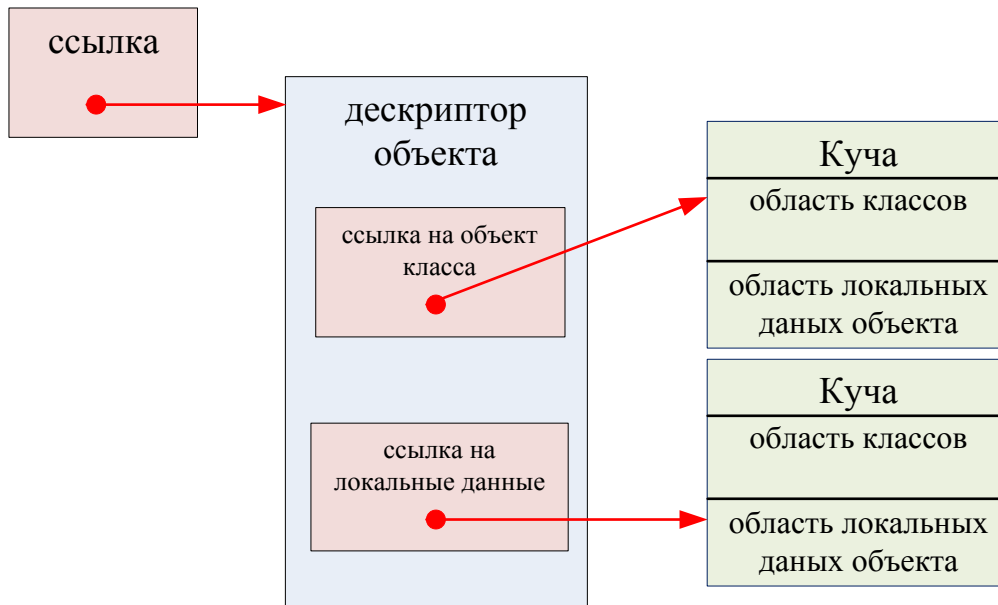 ссылка
дескриптор
объекта
ссылка на объект
класса
ссылка на
локальные данные
Куча
область классов
область локальных
даных объекта
Куча
область классов
область локальных
даных объекта